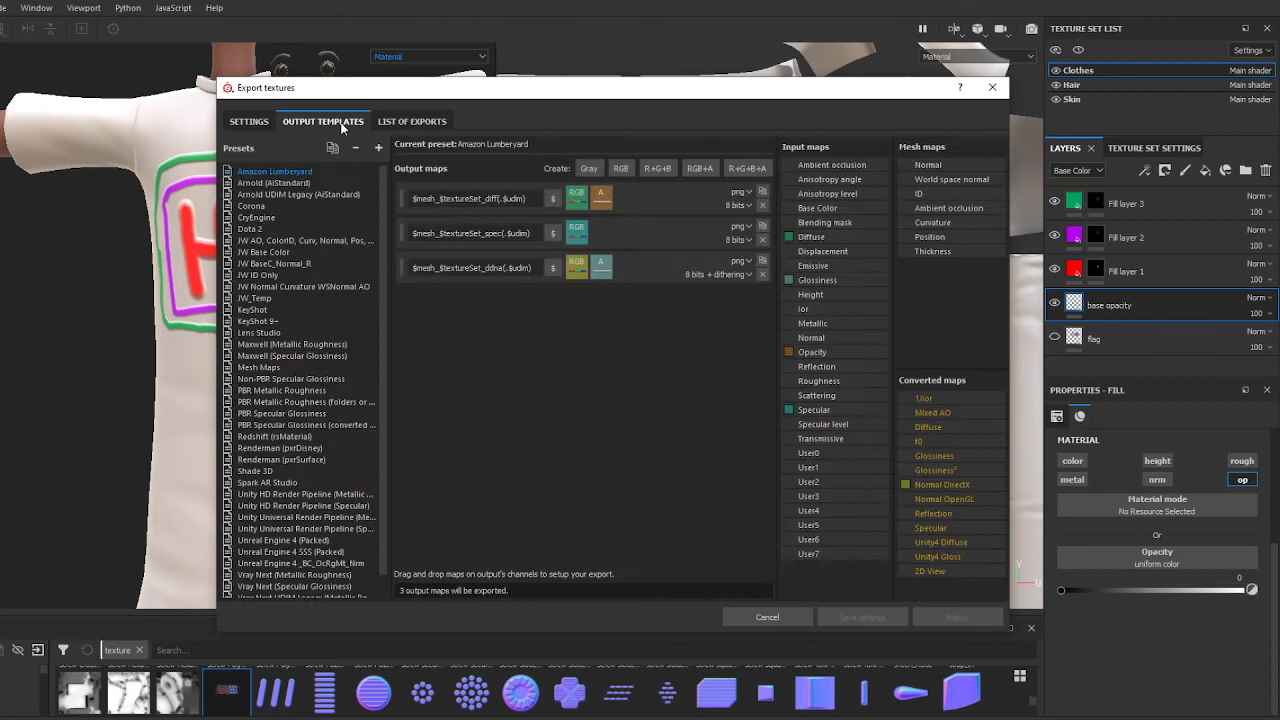 Window Viewport Python JavaScript Help
Material
Material
Export textures
?
SETTINGS OUTPUT TEMPLATES LIST OF EXPORTS
Presets
Amazon Lumberyard
Arnold (AiStandard)
Arnold UDIM Legacy (AiStandard)
Corona
CryEngine
Dota 2
JW AO, ColorID, Curv, Normal, Pos, ...
JW Base Color
JW BaseC_Normal_R
JW ID Only
JW Normal Curvature WSNormal AO
JW_Temp
KeyShot
KeyShot 9+
Lens Studio
Maxwell (Metallic Roughness)
Maxwell (Specular Glossiness)
Mesh Maps
Non-PBR Specular Glossiness
PBR Metallic Roughness
PBR Metallic Roughness (folders or ...
PBR Specular Glossiness
PBR Specular Glossiness (converted ...
Redshift (rsMaterial)
Renderman (pxrDisney)
Renderman (pxrSurface)
Shade 3D
Spark AR Studio
Unity HD Render Pipeline (Metallic ...
Unity HD Render Pipeline (Specular)
Unity Universal Render Pipeline (Met...
Unity Universal Render Pipeline (Sp...
Unreal Engine 4 (Packed)
Unreal Engine 4 SSS (Packed)
Unreal Engine 4 _BC_OcRgMt_Nrm
Vray Next (Metallic Roughness)
Vray Next (Specular Glossiness)
Current preset: Amazon Lumberyard
Output maps Create: Gray RGB R+G+B RGB+A R+G+B+A
$mesh_$textureSet_diff(.$udim) $ RGB A png
8 bits
$mesh_$textureSet_spec(.$udim) $ RGB png
8 bits
$mesh_$textureSet_ddna(.$udim) $ RGB A png
8 bits + dithering
Drag and drop maps on output's channels to setup your export.
3 output maps will be exported.
Input maps
Ambient occlusion
Anisotropy angle
Anisotropy level
Base Color
Blending mask
Diffuse
Displacement
Emissive
Glossiness
Height
Ior
Metallic
Normal
Opacity
Reflection
Roughness
Scattering
Specular
Specular level
Transmissive
User0
User1
User2
User3
User4
User5
User6
User7
Mesh maps
Normal
World space normal
ID
Ambient occlusion
Curvature
Position
Thickness
Converted maps
1/ior
Mixed AO
Diffuse
f0
Glossiness
Glossiness²
Normal DirectX
Normal OpenGL
Reflection
Specular
Unity4 Diffuse
Unity4 Gloss
2D View
Cancel Save settings Export
TEXTURE SET LIST
Settings
Clothes Main shader
Hair Main shader
Skin Main shader
LAYERS TEXTURE SET SETTINGS
Base Color
Fill layer 3 Norm
100
Fill layer 2 Norm
100
Fill layer 1 Norm
100
base opacity Norm
100
flag Norm
100
PROPERTIES - FILL
MATERIAL
color height rough
metal nrm op
Material mode
No Resource Selected
Or
Opacity
uniform color
0
texture Search...